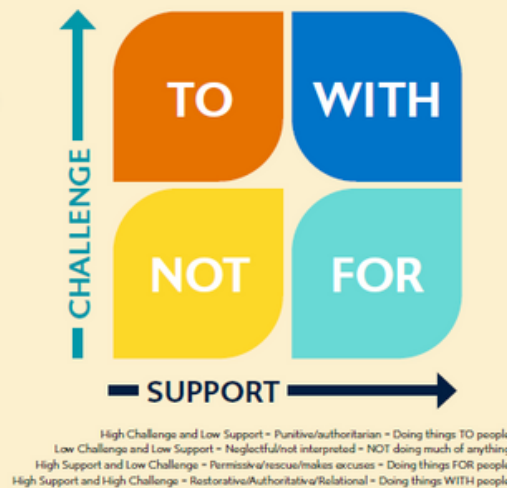 TO
WITH
CHALLENGE
NOT
FOR
SUPPORT
High Challenge and Low Support = Punitive/authoritarian = Doing things TO people
Low Challenge and Low Support = Neglectful/not interpreted = NOT doing much of anything
High Support and Low Challenge = Permissive/rescue/makes excuses = Doing things FOR people
High Support and High Challenge = Restorative/Authoritative/Relational = Doing things WITH people